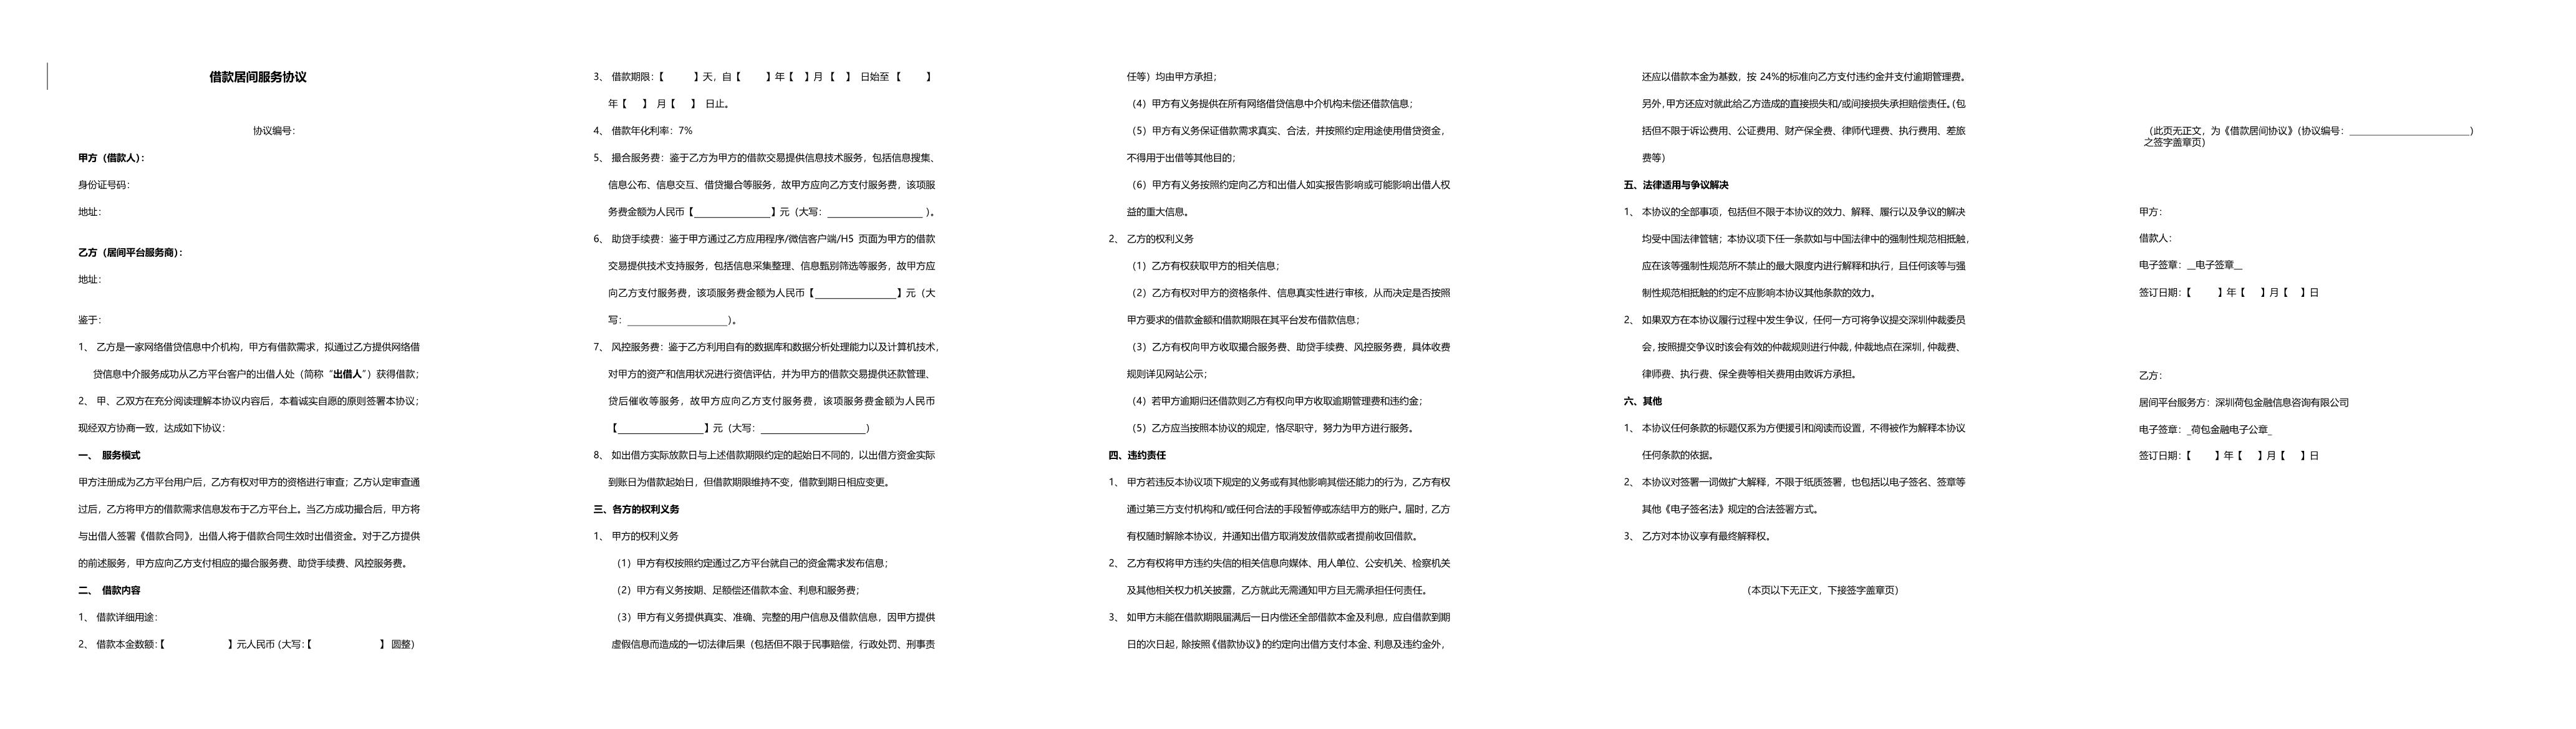 借款居间服务协议
协议编号：
甲方（借款人）：
身份证号码：
地址：
乙方（居间平台服务商）：
地址：
鉴于：
1、 乙方是一家网络借贷信息中介机构，甲方有借款需求，拟通过乙方提供网络借
贷信息中介服务成功从乙方平台客户的出借人处（简称“出借人”）获得借款；
2、 甲、乙双方在充分阅读理解本协议内容后，本着诚实自愿的原则签署本协议；
现经双方协商一致，达成如下协议：
一、 服务模式
甲方注册成为乙方平台用户后，乙方有权对甲方的资格进行审查；乙方认定审查通
过后，乙方将甲方的借款需求信息发布于乙方平台上。当乙方成功撮合后，甲方将
与出借人签署《借款合同》，出借人将于借款合同生效时出借资金。对于乙方提供
的前述服务，甲方应向乙方支付相应的撮合服务费、助贷手续费、风控服务费。
二、 借款内容
1、 借款详细用途：
2、 借款本金数额：【 】元人民币（大写：【 】 圆整）
3、 借款期限：【 】天，自【 】年【 】月【 】 日始至【 】
年【 】 月【 】 日止。
4、 借款年化利率：7%
5、 撮合服务费：鉴于乙方为甲方的借款交易提供信息技术服务，包括信息搜集、
信息公布、信息交互、借贷撮合等服务，故甲方应向乙方支付服务费，该项服
务费金额为人民币【_______________】元（大写：___________________ ）。
6、 助贷手续费：鉴于甲方通过乙方应用程序/微信客户端/H5 页面为甲方的借款
交易提供技术支持服务，包括信息采集整理、信息甄别筛选等服务，故甲方应
向乙方支付服务费，该项服务费金额为人民币【________________】元（大
写：____________________）。
7、 风控服务费：鉴于乙方利用自有的数据库和数据分析处理能力以及计算机技术，
对甲方的资产和信用状况进行资信评估，并为甲方的借款交易提供还款管理、
贷后催收等服务，故甲方应向乙方支付服务费，该项服务费金额为人民币
【_________________】元（大写：_____________________）
8、 如出借方实际放款日与上述借款期限约定的起始日不同的，以出借方资金实际
到账日为借款起始日，但借款期限维持不变，借款到期日相应变更。
三、各方的权利义务
1、 甲方的权利义务
（1）甲方有权按照约定通过乙方平台就自己的资金需求发布信息；
（2）甲方有义务按期、足额偿还借款本金、利息和服务费；
（3）甲方有义务提供真实、准确、完整的用户信息及借款信息，因甲方提供
虚假信息而造成的一切法律后果（包括但不限于民事赔偿，行政处罚、刑事责
任等）均由甲方承担；
（4）甲方有义务提供在所有网络借贷信息中介机构未偿还借款信息；
（5）甲方有义务保证借款需求真实、合法，并按照约定用途使用借贷资金，
不得用于出借等其他目的；
（6）甲方有义务按照约定向乙方和出借人如实报告影响或可能影响出借人权
益的重大信息。
2、 乙方的权利义务
（1）乙方有权获取甲方的相关信息；
（2）乙方有权对甲方的资格条件、信息真实性进行审核，从而决定是否按照
甲方要求的借款金额和借款期限在其平台发布借款信息；
（3）乙方有权向甲方收取撮合服务费、助贷手续费、风控服务费，具体收费
规则详见网站公示；
（4）若甲方逾期归还借款则乙方有权向甲方收取逾期管理费和违约金；
（5）乙方应当按照本协议的规定，恪尽职守，努力为甲方进行服务。
四、违约责任
1、 甲方若违反本协议项下规定的义务或有其他影响其偿还能力的行为，乙方有权
通过第三方支付机构和/或任何合法的手段暂停或冻结甲方的账户。届时，乙方
有权随时解除本协议，并通知出借方取消发放借款或者提前收回借款。
2、 乙方有权将甲方违约失信的相关信息向媒体、用人单位、公安机关、检察机关
及其他相关权力机关披露，乙方就此无需通知甲方且无需承担任何责任。
3、 如甲方未能在借款期限届满后一日内偿还全部借款本金及利息，应自借款到期
日的次日起，除按照《借款协议》的约定向出借方支付本金、利息及违约金外，
还应以借款本金为基数，按 24%的标准向乙方支付违约金并支付逾期管理费。
另外，甲方还应对就此给乙方造成的直接损失和/或间接损失承担赔偿责任。（包
括但不限于诉讼费用、公证费用、财产保全费、律师代理费、执行费用、差旅
费等）
五、法律适用与争议解决
1、 本协议的全部事项，包括但不限于本协议的效力、解释、履行以及争议的解决
均受中国法律管辖；本协议项下任一条款如与中国法律中的强制性规范相抵触，
应在该等强制性规范所不禁止的最大限度内进行解释和执行，且任何该等与强
制性规范相抵触的约定不应影响本协议其他条款的效力。
2、 如果双方在本协议履行过程中发生争议，任何一方可将争议提交深圳仲裁委员
会，按照提交争议时该会有效的仲裁规则进行仲裁，仲裁地点在深圳，仲裁费、
律师费、执行费、保全费等相关费用由败诉方承担。
六、其他
1、 本协议任何条款的标题仅系为方便援引和阅读而设置，不得被作为解释本协议
任何条款的依据。
2、 本协议对签署一词做扩大解释，不限于纸质签署，也包括以电子签名、签章等
其他《电子签名法》规定的合法签署方式。
3、 乙方对本协议享有最终解释权。
（本页以下无正文，下接签字盖章页）
（此页无正文，为《借款居间协议》（协议编号：________________________）
之签字盖章页）
甲方：
借款人：
电子签章：__电子签章__
签订日期：【 】年【 】月【 】日
乙方：
居间平台服务方：深圳荷包金融信息咨询有限公司
电子签章：_荷包金融电子公章_
签订日期：【 】年【 】月【 】日